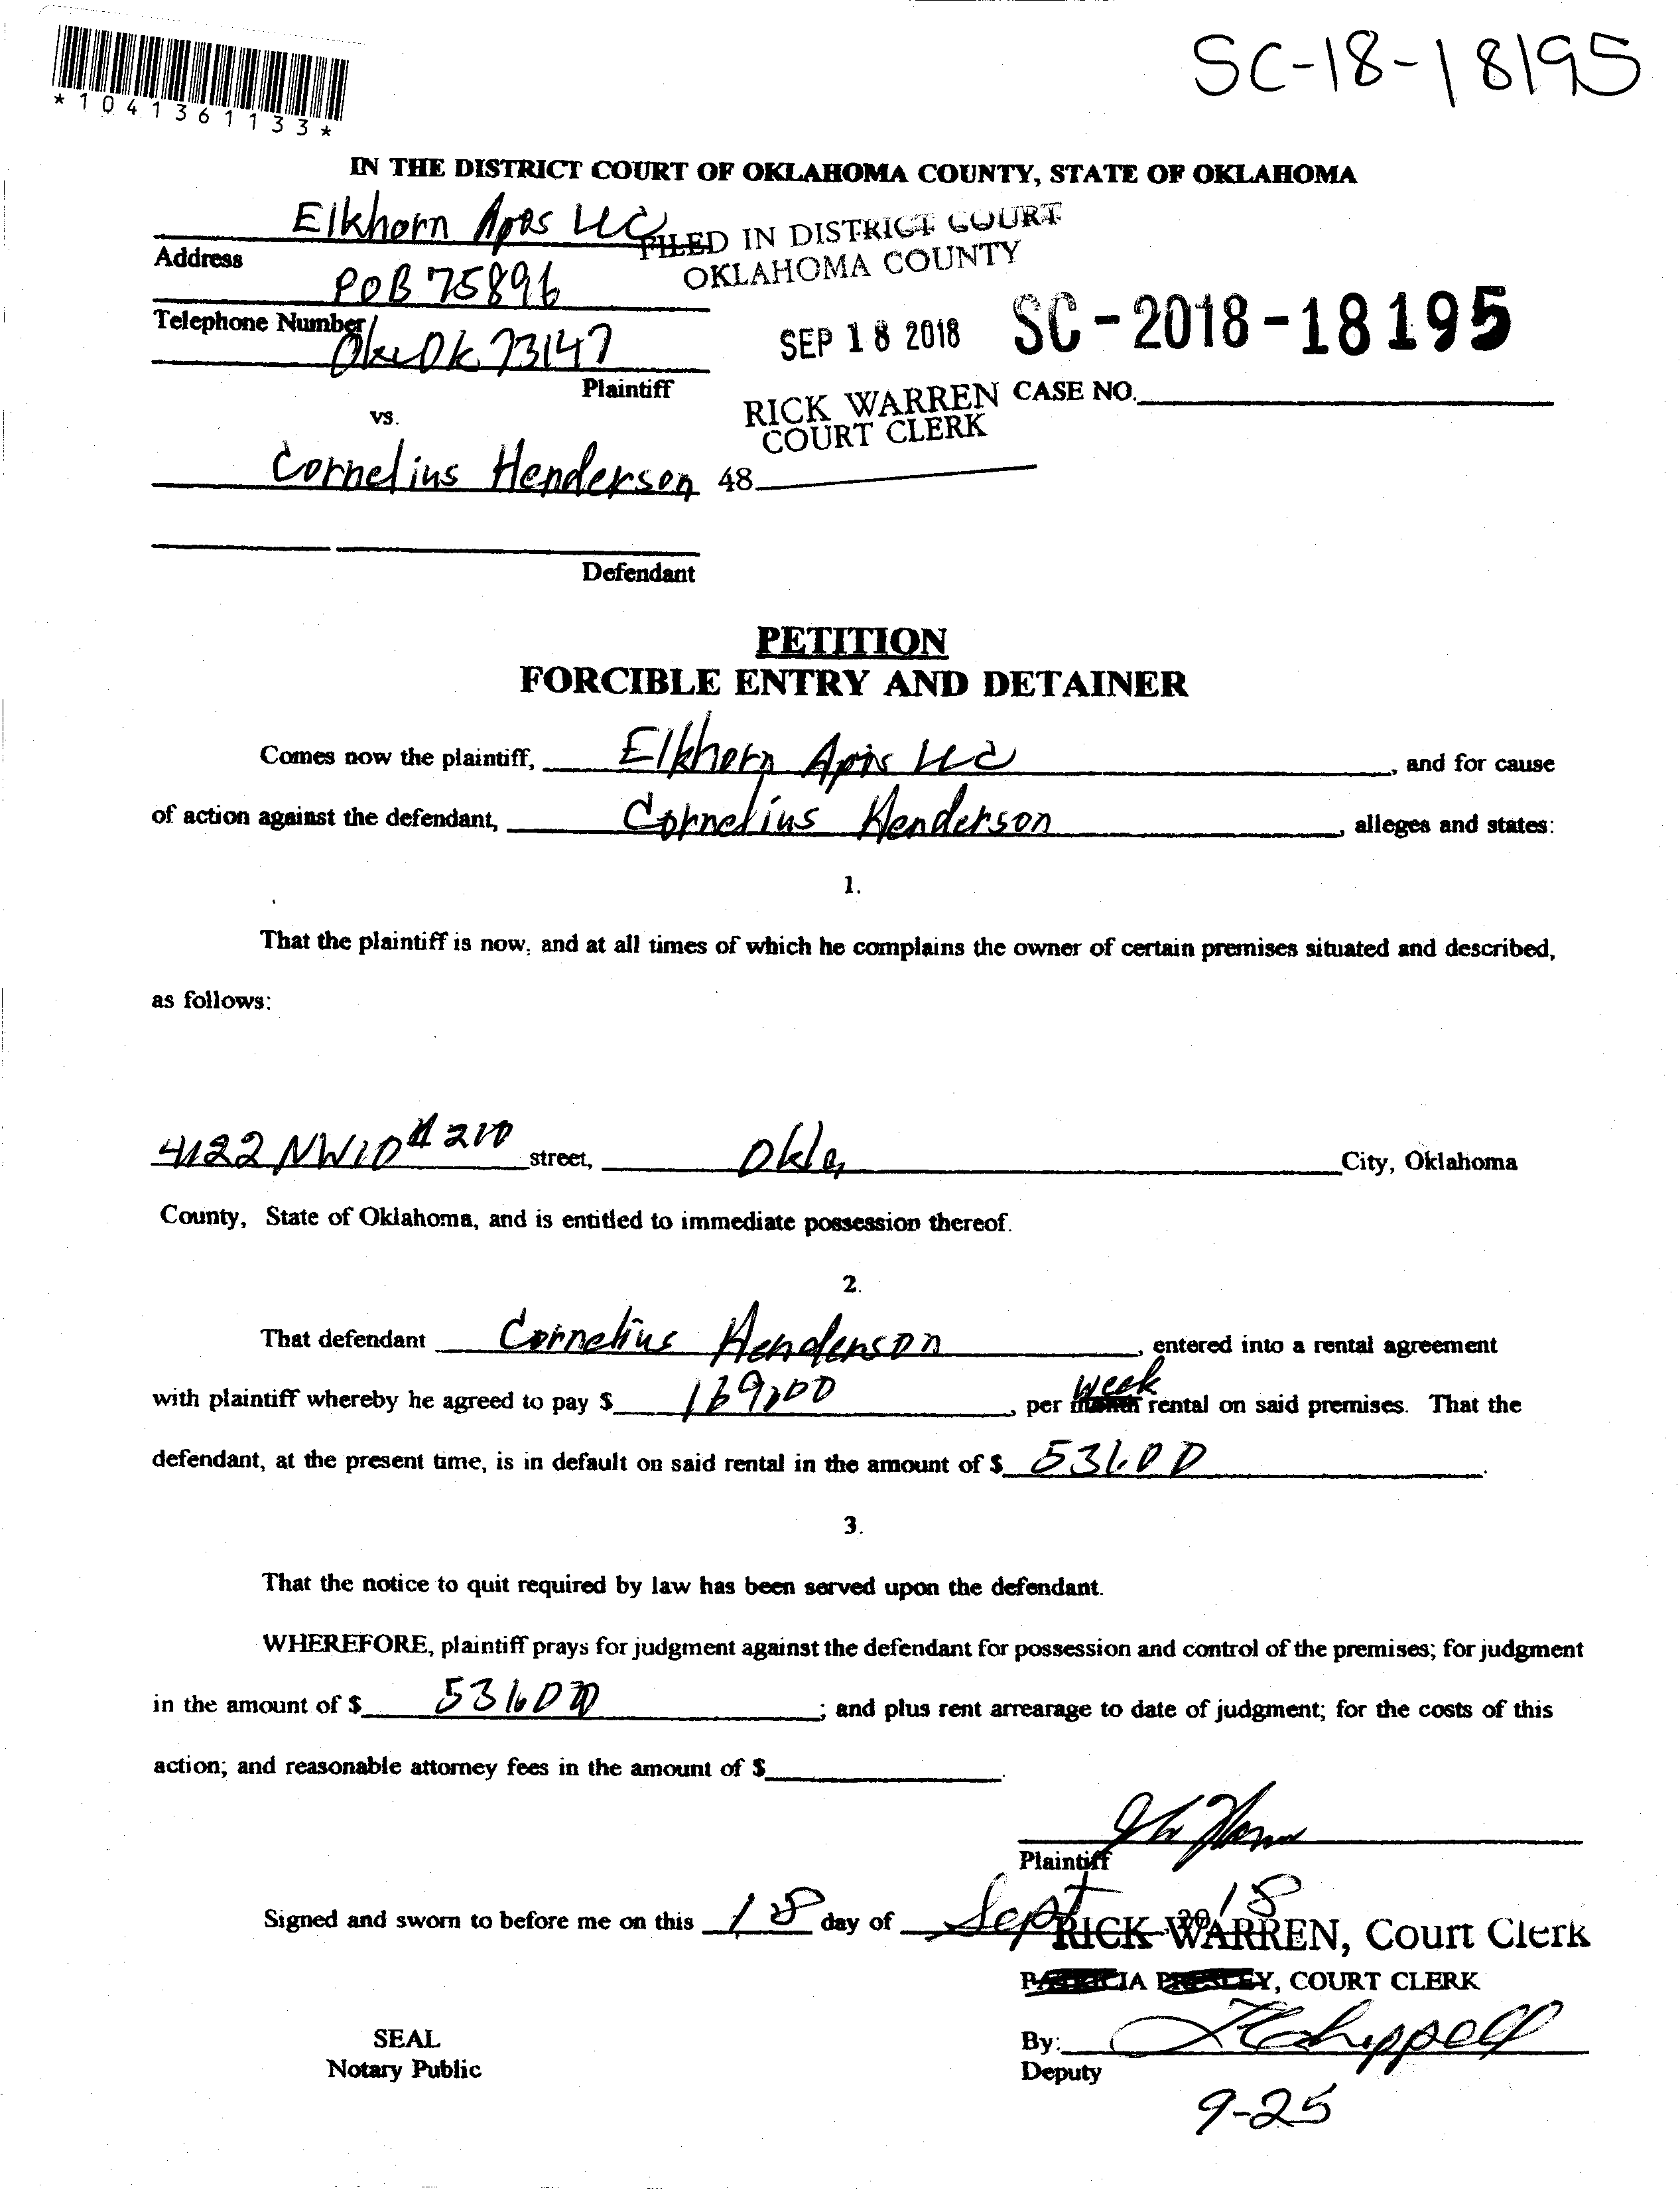 SC-18-18195
*1041361133*
IN THE DISTRICT COURT OF OKLAHOMA COUNTY, STATE OF OKLAHOMA
Elkhorn Apts LLC
FILED IN DISTRICT COURT
OKLAHOMA COUNTY
Address
POB 75896
SEP 18 2018 SC-2018-18195
Telephone Number
Ok 73147
Plaintiff
RICK WARREN
COURT CLERK
CASE NO.
vs.
Cornelius Henderson
48
Defendant
PETITION
FORCIBLE ENTRY AND DETAINER
Comes now the plaintiff, Elkhorn Apts LLC, and for cause
of action against the defendant, Cornelius Henderson, alleges and states:
1.
That the plaintiff is now, and at all times of which he complains the owner of certain premises situated and described,
as follows:
4122 NW10 #210 street, Okla City, Oklahoma
County, State of Oklahoma, and is entitled to immediate possession thereof.
2.
That defendant Cornelius Henderson, entered into a rental agreement
with plaintiff whereby he agreed to pay $ , per week rental on said premises. That the
defendant, at the present time, is in default on said rental in the amount of $ .
3.
That the notice to quit required by law has been served upon the defendant.
WHEREFORE, plaintiff prays for judgment against the defendant for possession and control of the premises; for judgment
in the amount of $ ; and plus rent arrearage to date of judgment; for the costs of this
action; and reasonable attorney fees in the amount of $ .
Plaintiff
Signed and sworn to before me on this 18 day of Sept 2018
RICK WARREN, Court Clerk
PATRICIA PRESLEY, COURT CLERK
SEAL
Notary Public
By:
Deputy
9-25